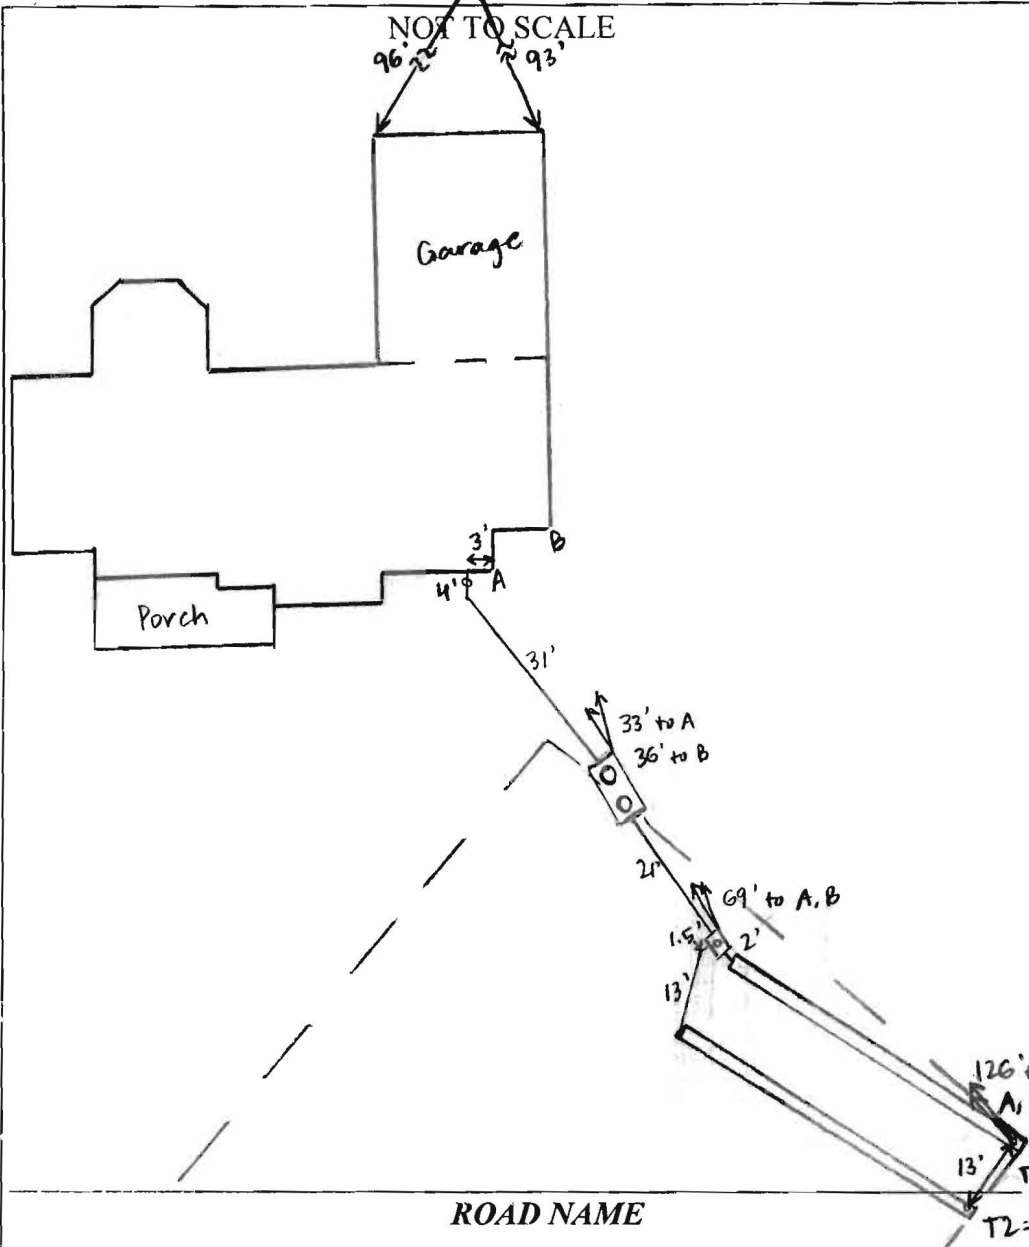 NOT TO SCALE
96'
93'
Garage
3'
B
4'
A
Porch
31'
33' to A
36' to B
21'
69' to A, B
1.5'
2'
13'
126'
A,
13'
T2=
ROAD NAME